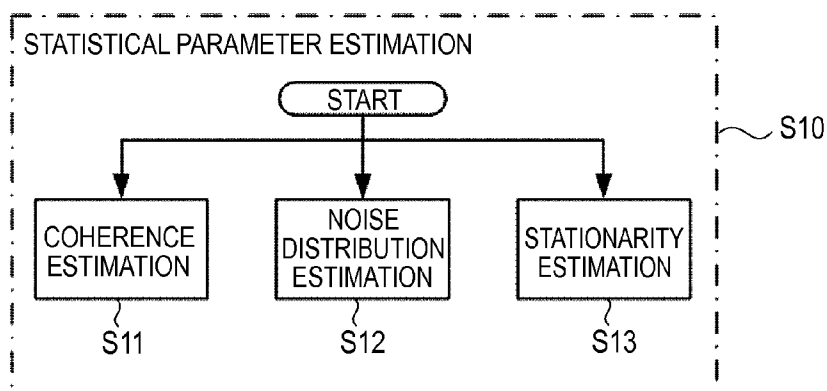 STATISTICAL PARAMETER ESTIMATION
START
S10
COHERENCE
ESTIMATION
NOISE
DISTRIBUTION
ESTIMATION
STATIONARITY
ESTIMATION
S11
S12
S13